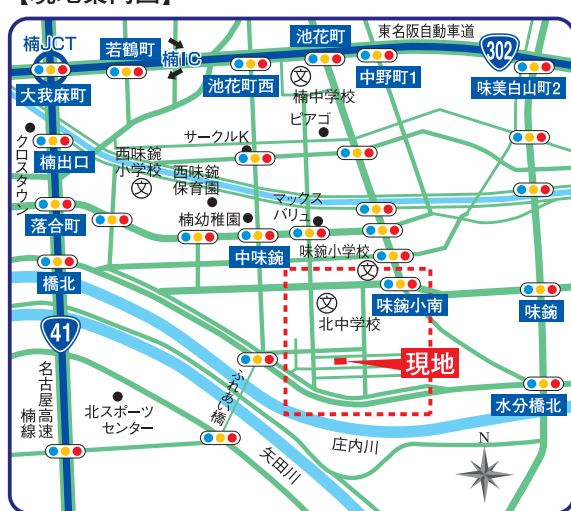 【現地案内図】
楠JCT
若鶴町
楠IC
池花町
東名阪自動車道
302
大我麻町
池花町西
中野町1
味美白山町2
楠中学校
ピアゴ
クロスタウン
楠出口
西味鋺
小学校
サークルK
西味鋺
保育園
マックス
バリュ
楠幼稚園
落合町
中味鋺
味鋺小学校
橋北
味鋺小南
味鋺
北中学校
41
現地
名古屋高速
楠線
北スポーツ
センター
ふれあい橋
水分橋北
庄内川
矢田川
N
文
文
文
文